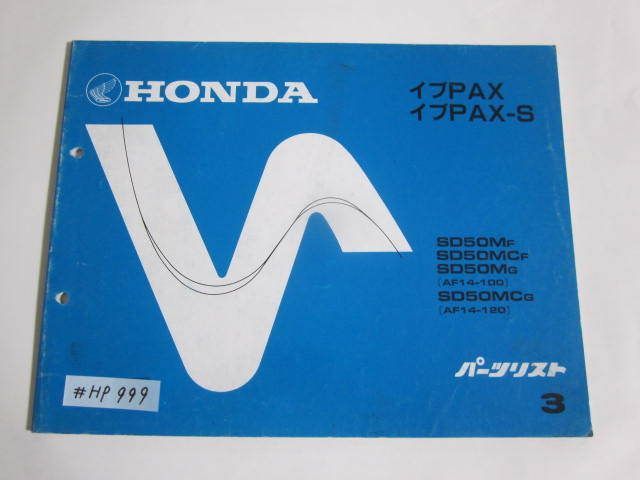 HONDA
イブPAX
イブPAX-S
SD50MF
SD50MCF
SD50MG
(AF14-100)
SD50MCG
(AF14-120)
パーツリスト
3
#HP999